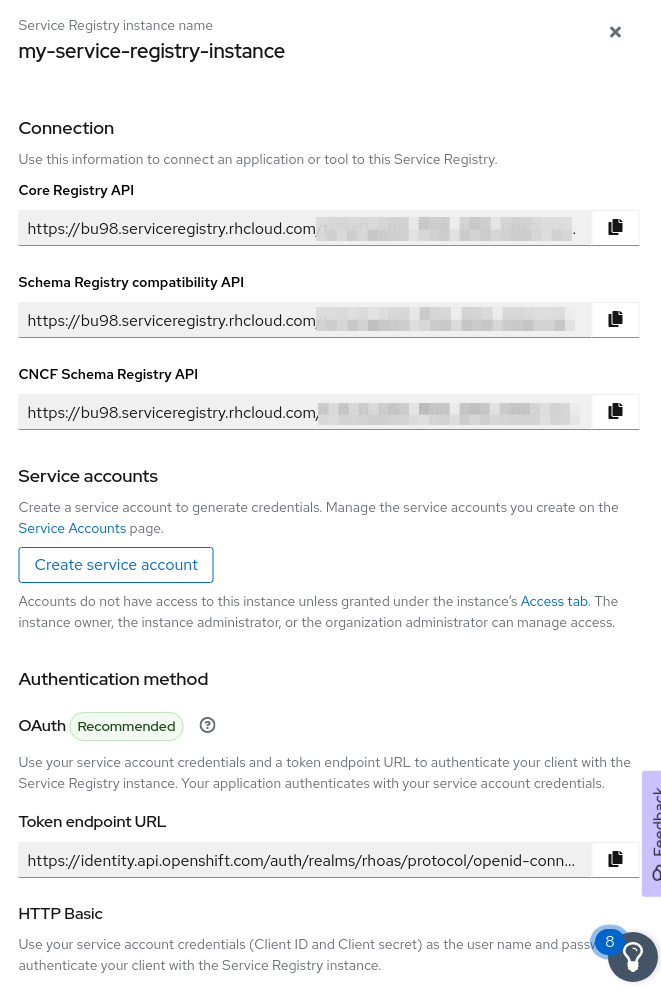 Service Registry instance name
my-service-registry-instance
Connection
Use this information to connect an application or tool to this Service Registry.
Core Registry API
https://bu98.serviceregistry.rhcloud.com/
Schema Registry compatibility API
https://bu98.serviceregistry.rhcloud.com/
CNCF Schema Registry API
https://bu98.serviceregistry.rhcloud.com/
Service accounts
Create a service account to generate credentials. Manage the service accounts you create on the
Service Accounts page.
Create service account
Accounts do not have access to this instance unless granted under the instance's Access tab. The
instance owner, the instance administrator, or the organization administrator can manage access.
Authentication method
OAuth Recommended
Use your service account credentials and a token endpoint URL to authenticate your client with the
Service Registry instance. Your application authenticates with your service account credentials.
Feedback
Token endpoint URL
https://identity.api.openshift.com/auth/realms/rhoas/protocol/openid-conn...
HTTP Basic
8
Use your service account credentials (Client ID and Client secret) as the user name and
authenticate your client with the Service Registry instance.